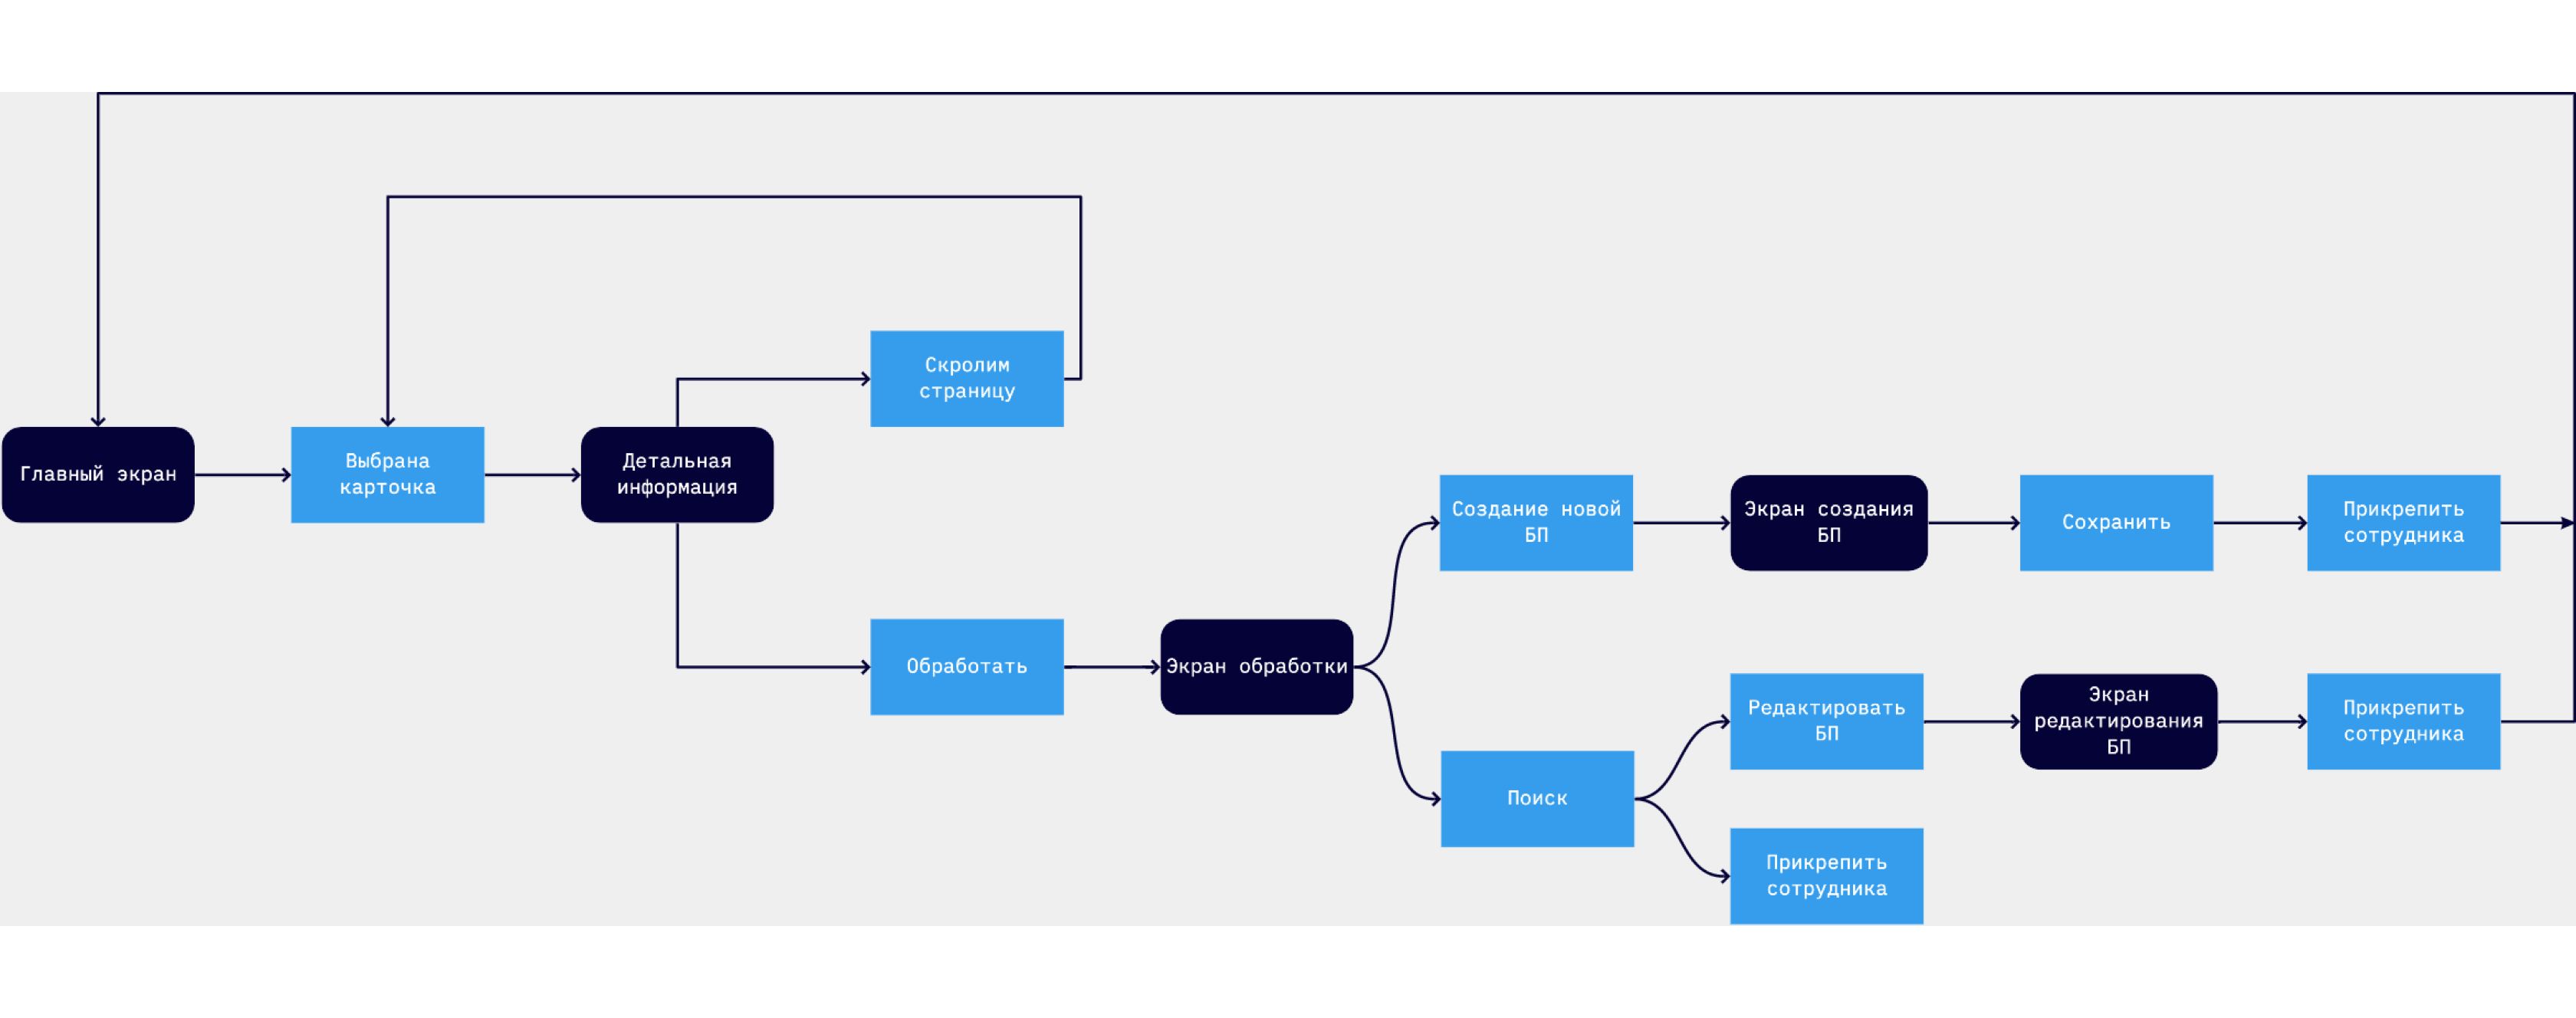 Скролим
страницу
Главный экран
Выбрана
карточка
Детальная
информация
Создание новой
БП
Экран создания
БП
Сохранить
Прикрепить
сотрудника
Обработать
Экран обработки
Редактировать
БП
Экран
редактирования
БП
Прикрепить
сотрудника
Поиск
Прикрепить
сотрудника